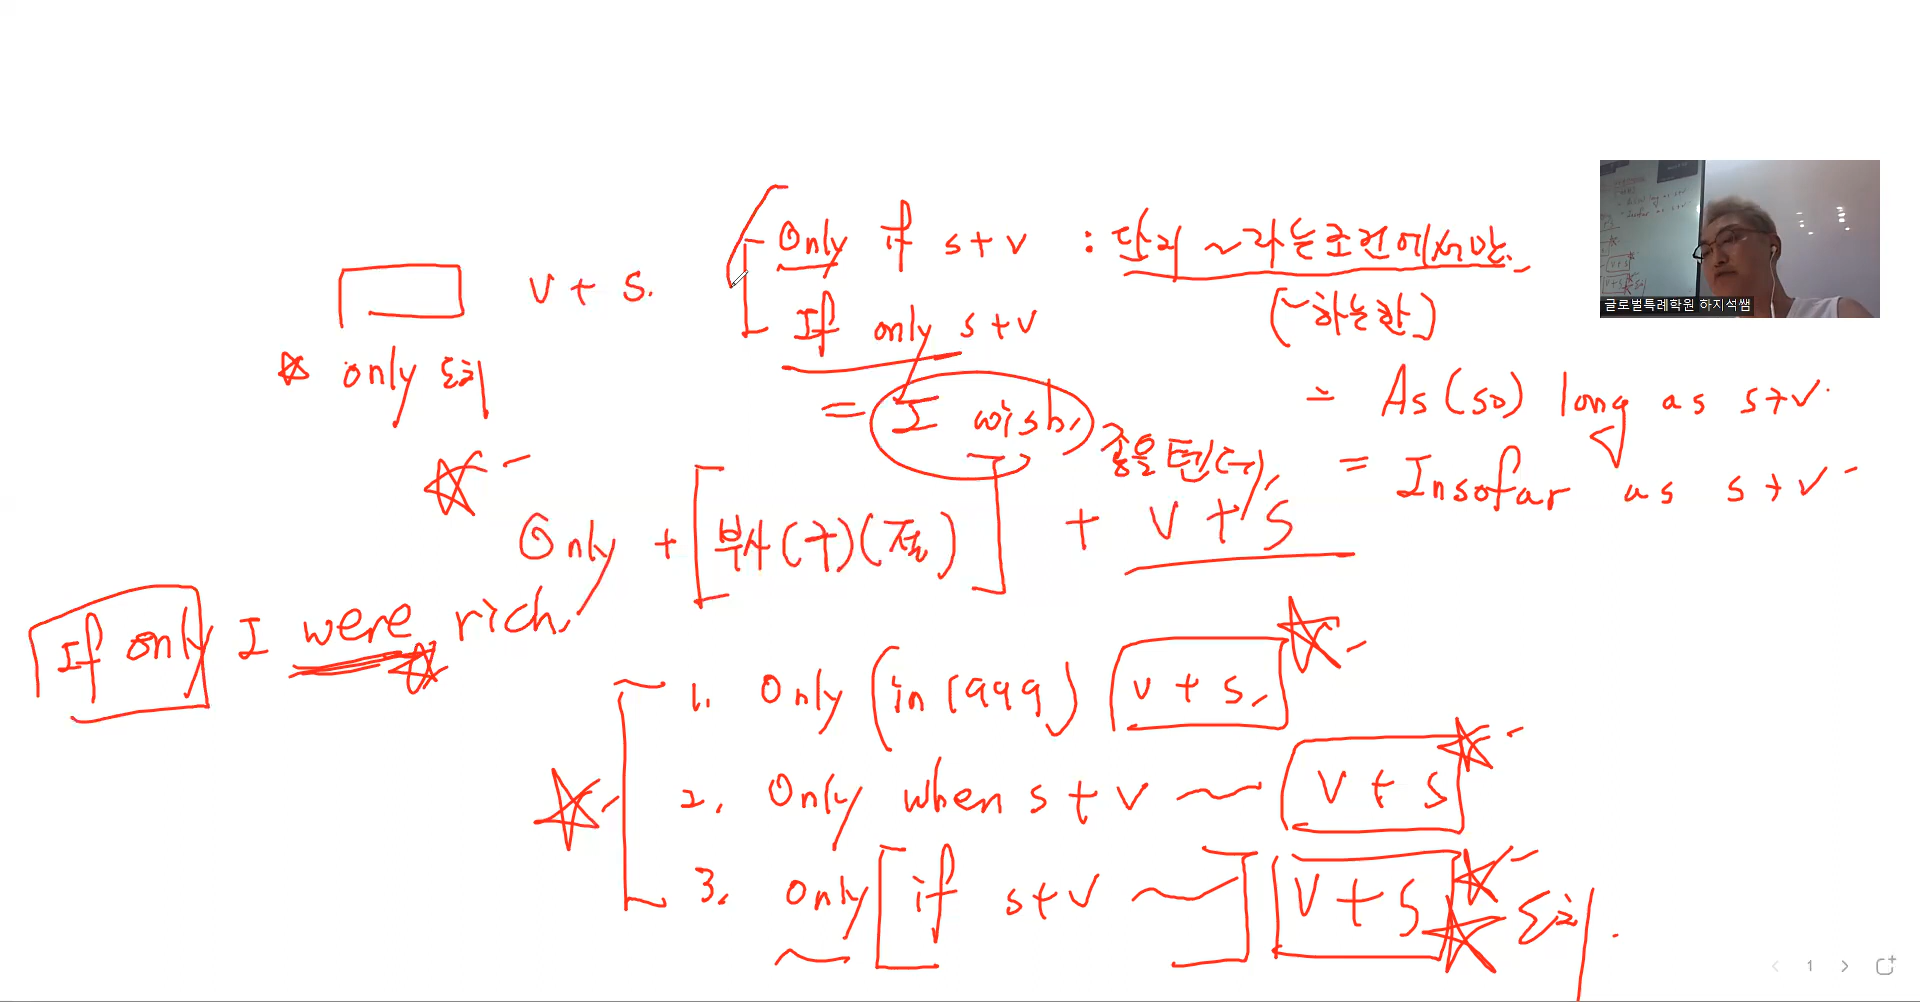 Only if s+v : 단지 ~라는조건에서만.
V + S.
If only s+v
(~하는한)
☆ only 도치
= I wish,
좋을텐데,
= As (so) long as s+v.
= Insofar as s+v
Only + [부사(구)(절)] + V + S
If only I were rich.
1. Only (in 1999) V + S.
2. Only when s+v ~ V + S
3. Only [if s+v ~] V + S 도치.
글로벌특례학원 하지석쌤
1